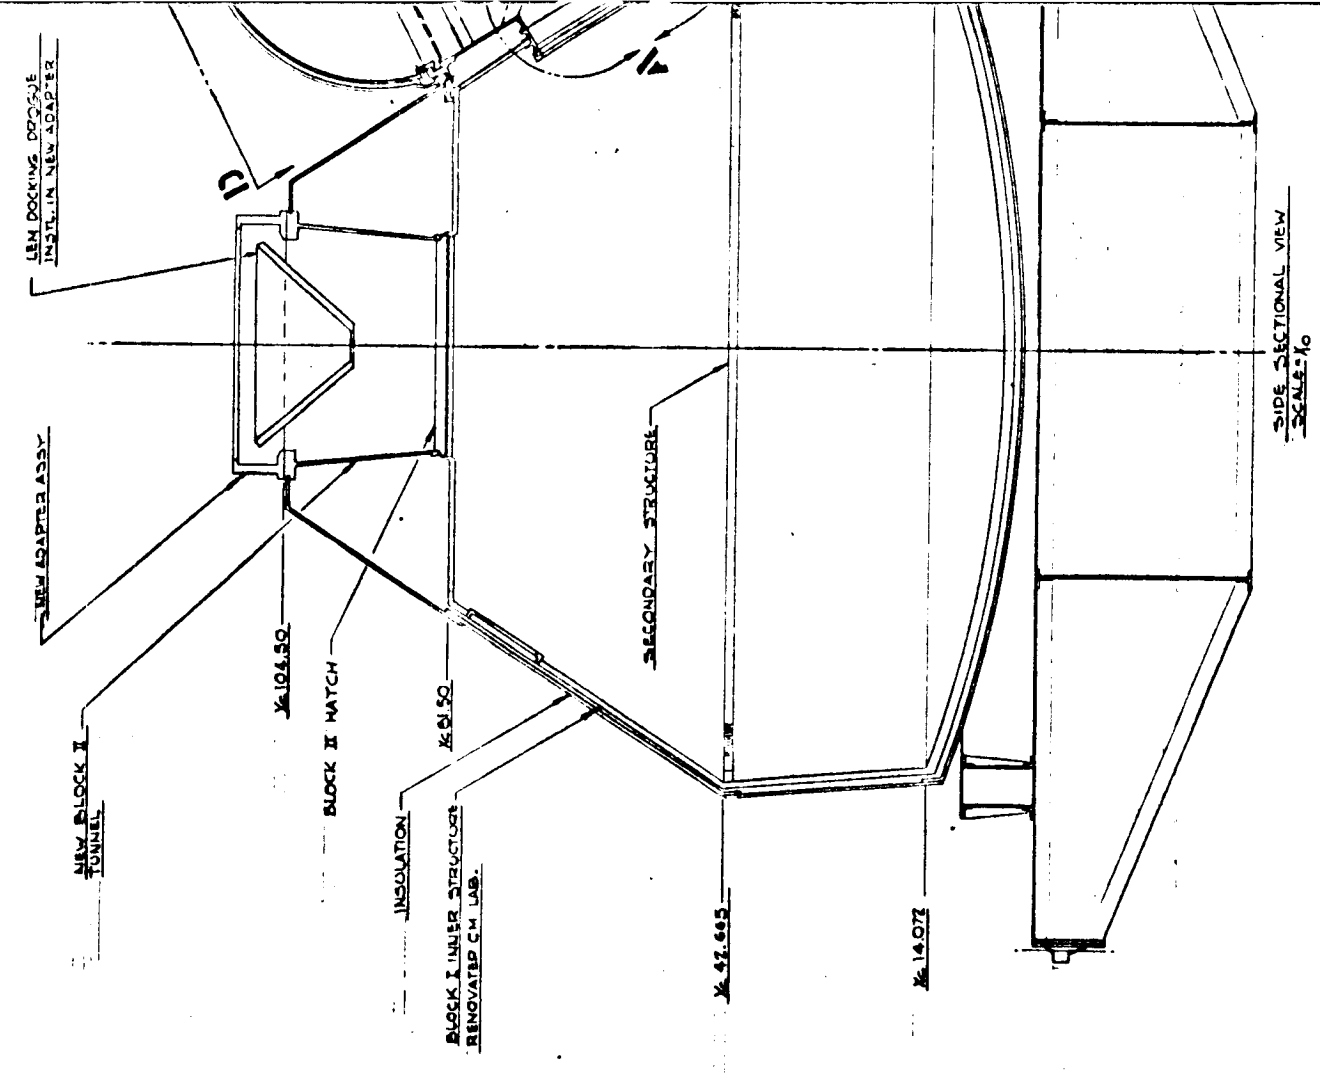 LEM DOCKING DROGUE
INSTL. IN NEW ADAPTER
D
NEW ADAPTER ASSY
NEW BLOCK II
TUNNEL
Xc 104.50
BLOCK II HATCH
Xc 81.50
INSOLATION
BLOCK I INNER STRUCTURE
RENOVATED CM LAB.
SECONDARY STRUCTURE
Xc 42.665
Xc 14.072
SIDE SECTIONAL VIEW
SCALE = 1/10